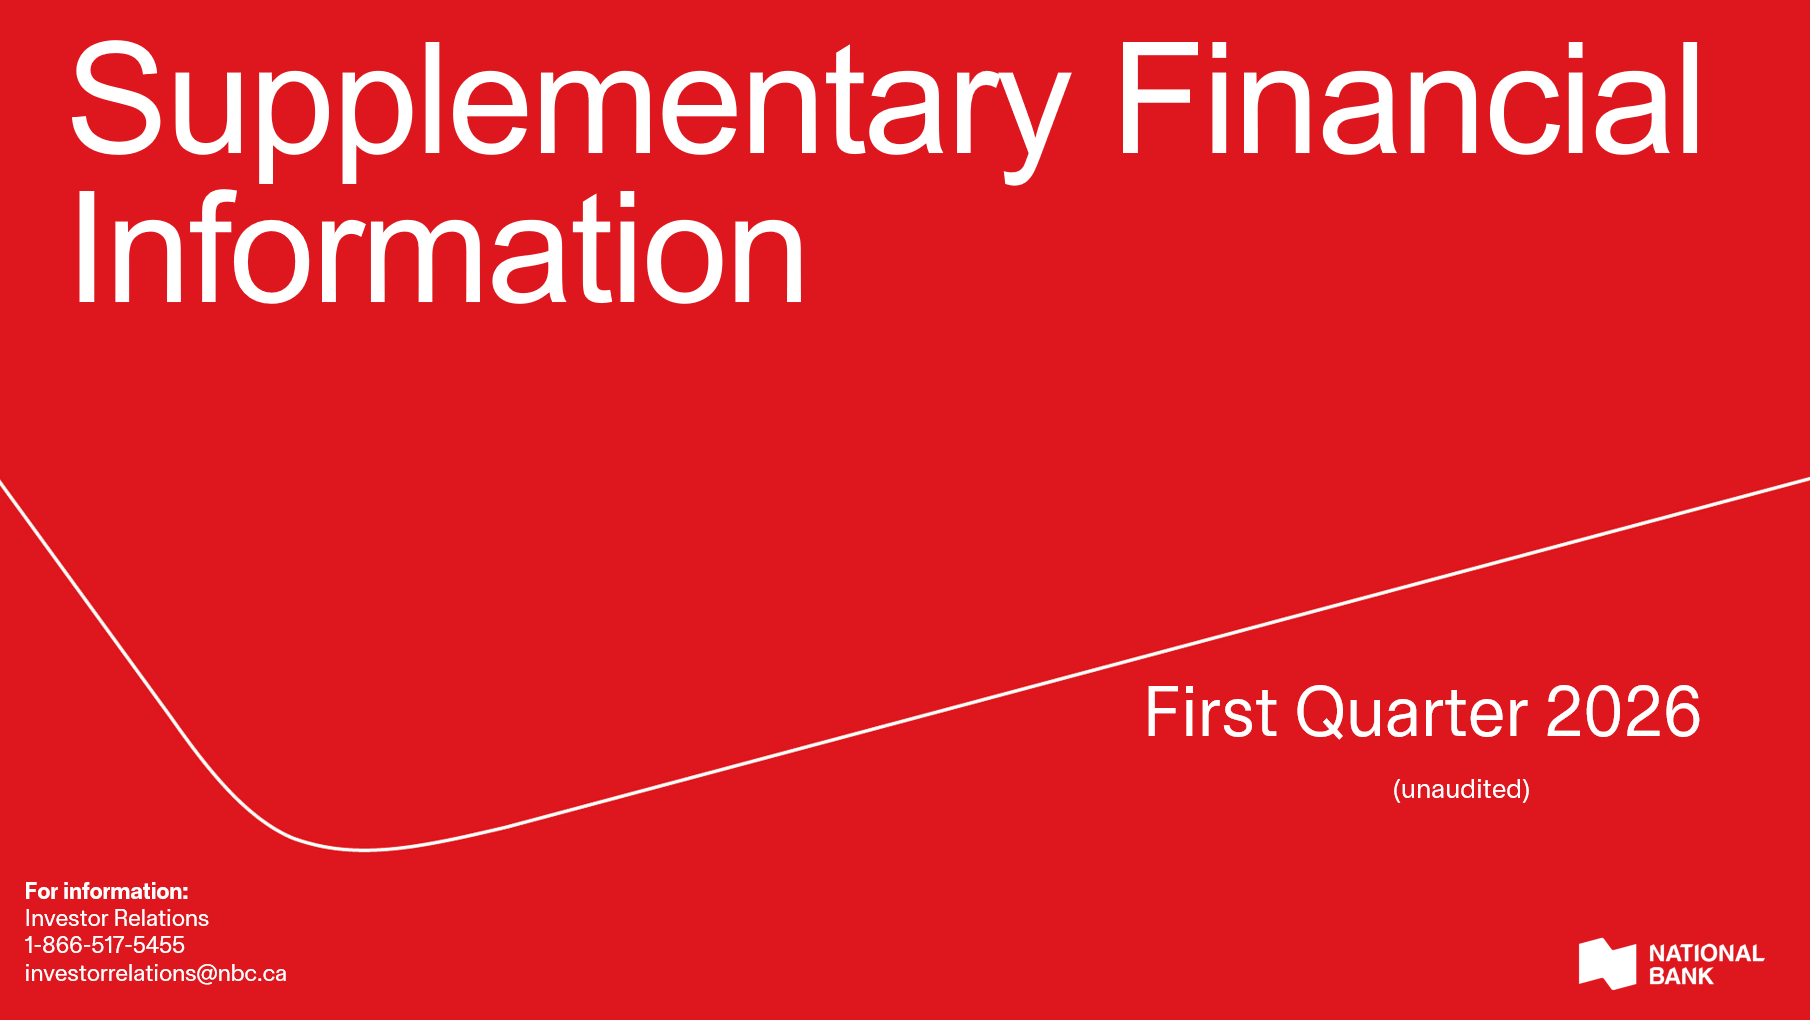 Supplementary Financial
Information
First Quarter 2026
(unaudited)
For information:
Investor Relations
1-866-517-5455
investorrelations@nbc.ca
NATIONAL
BANK